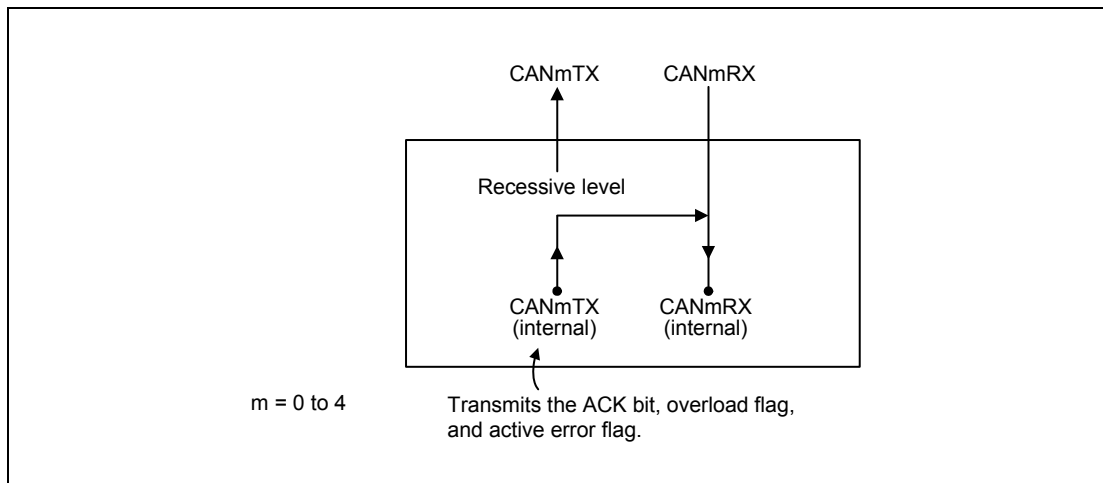 CANmTX
CANmRX
Recessive level
CANmTX
(internal)
CANmRX
(internal)
m = 0 to 4
Transmits the ACK bit, overload flag,
and active error flag.